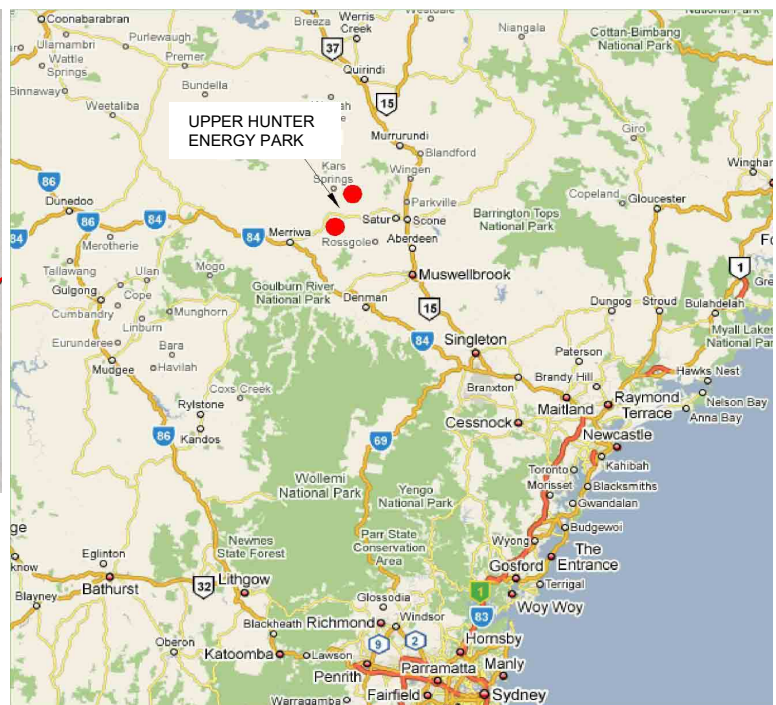 Coonabarabran
Ulamambri
Purlewaugh
Breeza
Werris
Creek
37
Niangala
Cottan-Bimbang
National Park
Wattle
Springs
Premer
Binnaway
Bundella
Quirindi
Weetaliba
15
UPPER HUNTER
ENERGY PARK
Murrurundi
Blandford
Giro
Kars
Springs
Wingen
Wingham
86
Dunedoo
86
84
84
84
Parkville
Copeland
Gloucester
Satur
Scone
Barrington Tops
National Park
Merriwa
Rossgole
Aberdeen
Merotherie
Tallawang
Ulan
Mogo
Goulburn River
National Park
Muswellbrook
1
Gulgong
Cope
Cumbandry
Munghorn
Linburn
Denman
15
Dungog
Stroud
Bulahdelah
Myall Lakes
National P
Eurunderee
Bara
Havilah
84
Singleton
Paterson
Mudgee
Coxs Creek
Branxton
Brandy Hill
Hawks Nest
Nelson Bay
Anna Bay
Rylstone
Maitland
Raymond
Terrace
Kandos
Cessnock
86
69
Newcastle
Kahibah
Wollemi
National Park
Yengo
National Park
Toronto
Morisset
Blacksmiths
Gwandalan
Newnes
State Forest
Parr State
Conservation
Area
Budgewoi
Wyong
The
Entrance
Eglinton
Bathurst
32
Lithgow
Gosford
Terrigal
1
Woy Woy
Blayney
Glossodia
Windsor
83
Blackheath
Richmond
Oberon
Katoomba
Lawson
9
2
Hornsby
Penrith
Parramatta
Manly
Warragamba
Fairfield
Sydney